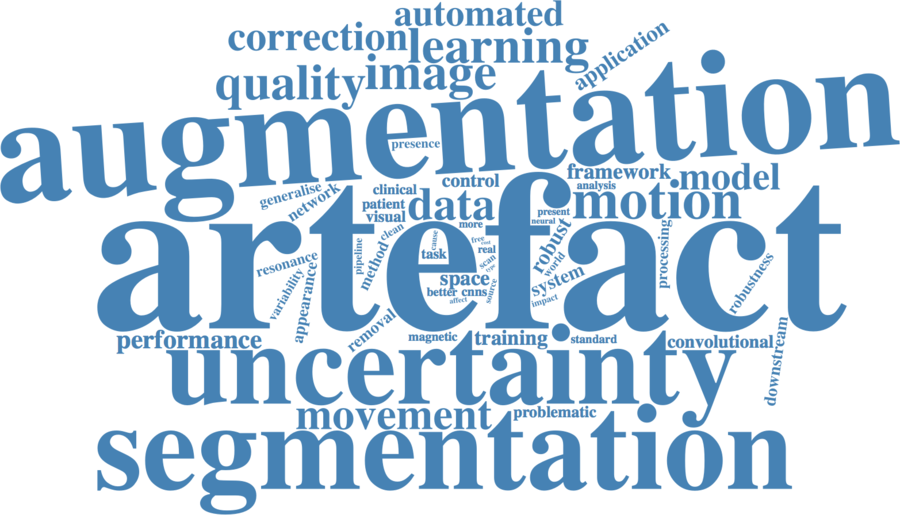 automated
correction
learning
application
quality
image
augmentation
presence
framework
control
analysis
model
generalise
network
clinical
patient
visual
data
motion
more
present
neural
artefact
clean
cause
free
real
robust
world
processing
pipeline
method
task
scan
type
system
resonance
variability
appearance
space
better
cnns
source
affect
impact
robustness
removal
performance
magnetic
training
standard
convolutional
downstream
uncertainty
movement
problematic
segmentation